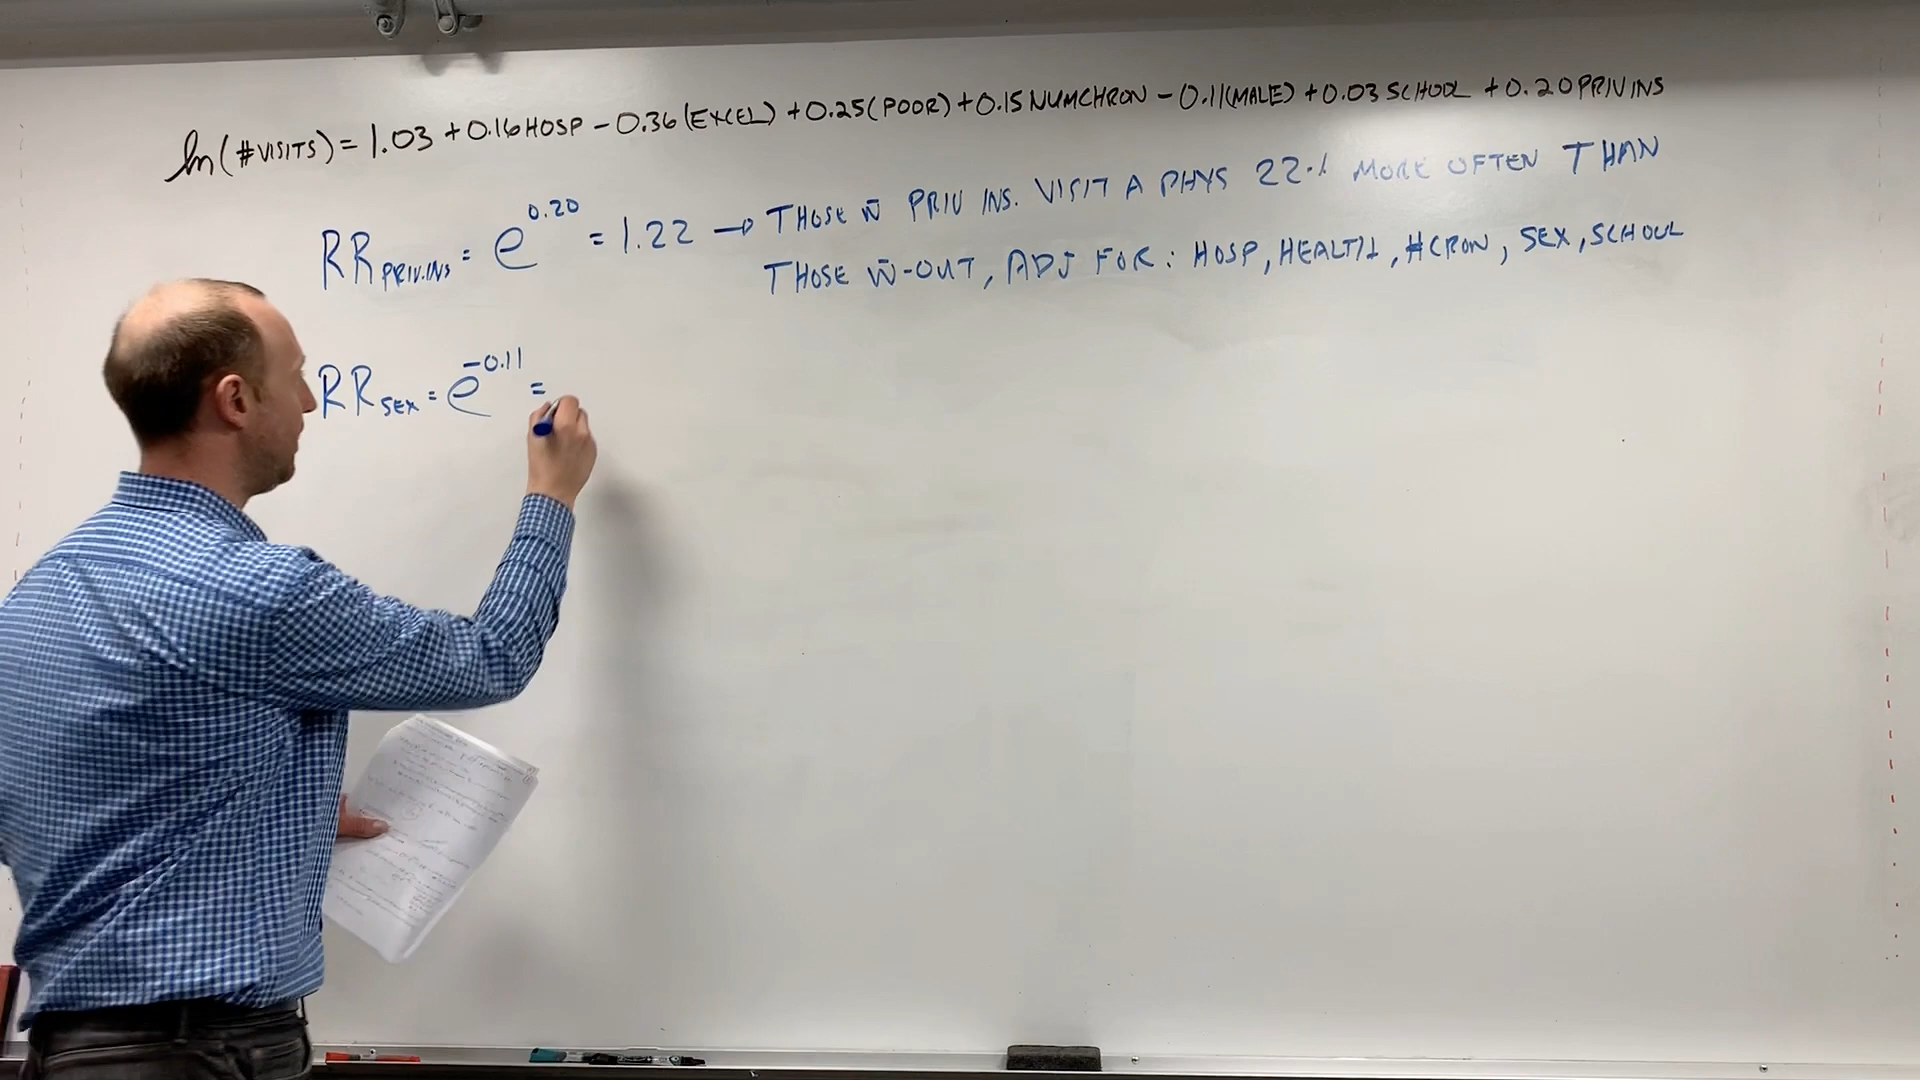 ln(#VISITS) = 1.03 + 0.16 HOSP - 0.36 (EXCEL) + 0.25 (POOR) + 0.15 NUMCHRON - 0.11 (MALE) + 0.03 SCHOOL + 0.20 PRIVINS
RR PRIV.INS = e^0.20 = 1.22 → THOSE W̄ PRIV INS. VISIT A PHYS 22% MORE OFTEN THAN
THOSE W̄-OUT, ADJ FOR: HOSP, HEALTH, #CRON, SEX, SCHOOL
RR SEX = e^-0.11 =